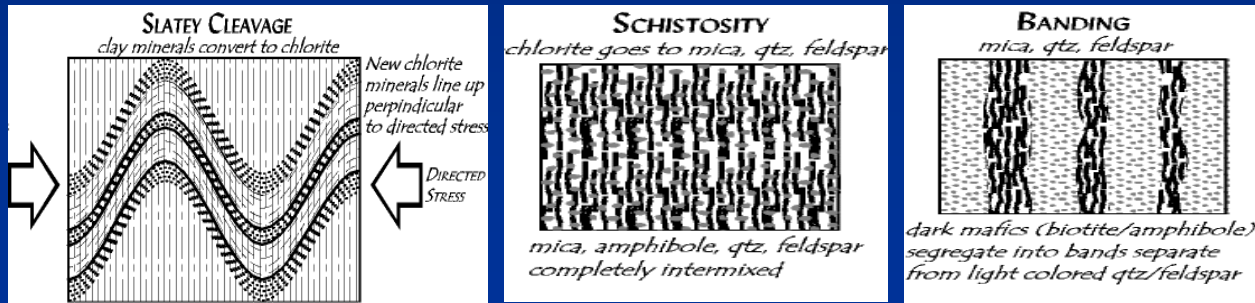 SLATEY CLEAVAGE
clay minerals convert to chlorite
New chlorite
minerals line up
perpindicular
to directed stress
DIRECTED
STRESS
SCHISTOSITY
chlorite goes to mica, qtz, feldspar
mica, amphibole, qtz, feldspar
completely intermixed
BANDING
mica, qtz, feldspar
dark mafics (biotite/amphibole)
segregate into bands separate
from light colored qtz/feldspar